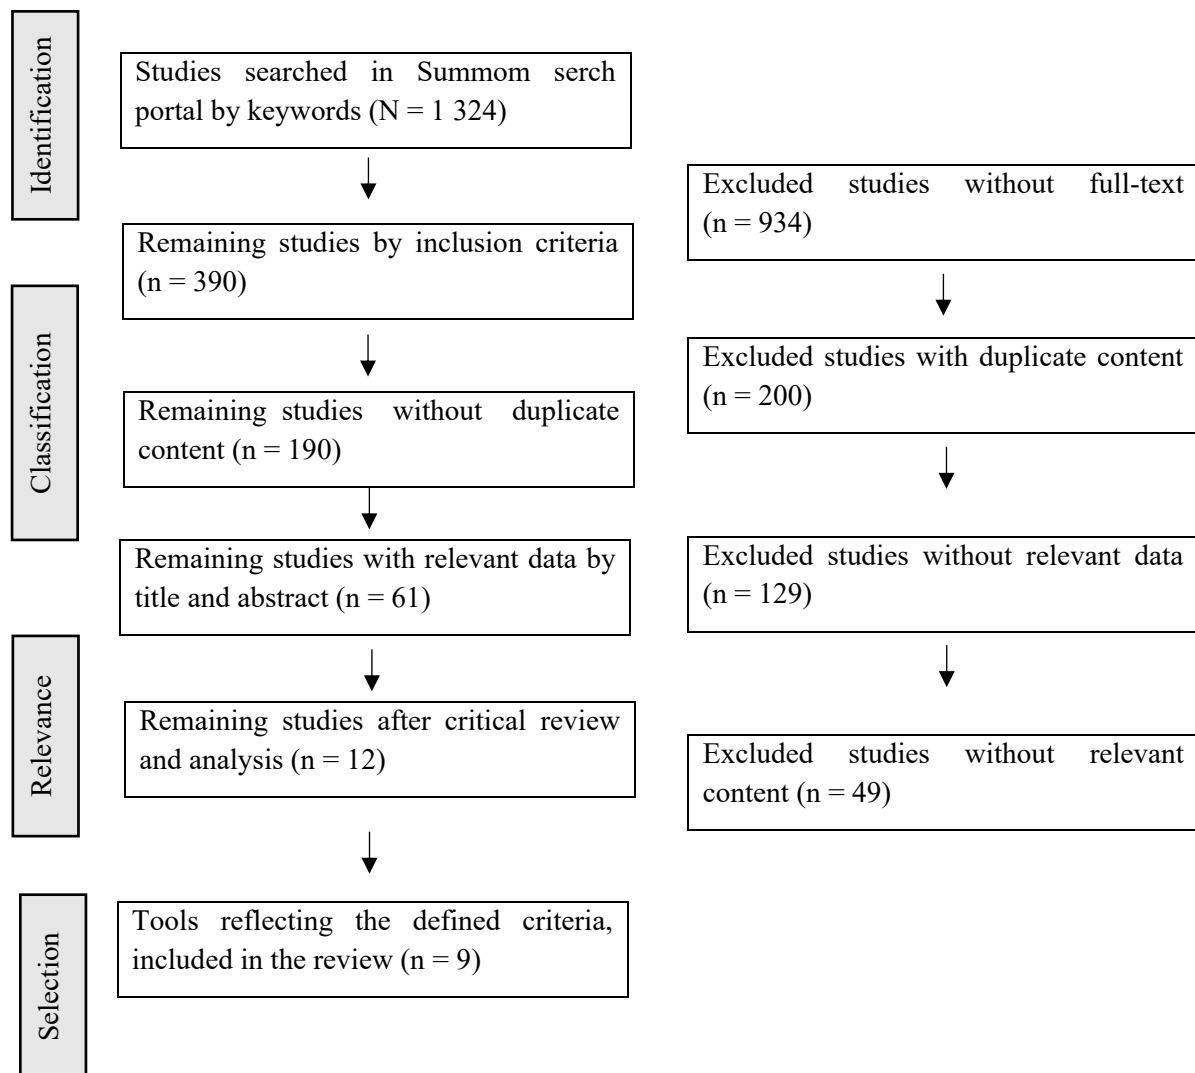 Identification
Studies searched in Summom serch
portal by keywords (N = 1 324)
Excluded studies without full-text
(n = 934)
Remaining studies by inclusion criteria
(n = 390)
Classification
Excluded studies with duplicate content
(n = 200)
Remaining studies without duplicate
content (n = 190)
Remaining studies with relevant data by
title and abstract (n = 61)
Excluded studies without relevant data
(n = 129)
Relevance
Remaining studies after critical review
and analysis (n = 12)
Excluded studies without relevant
content (n = 49)
Selection
Tools reflecting the defined criteria,
included in the review (n = 9)